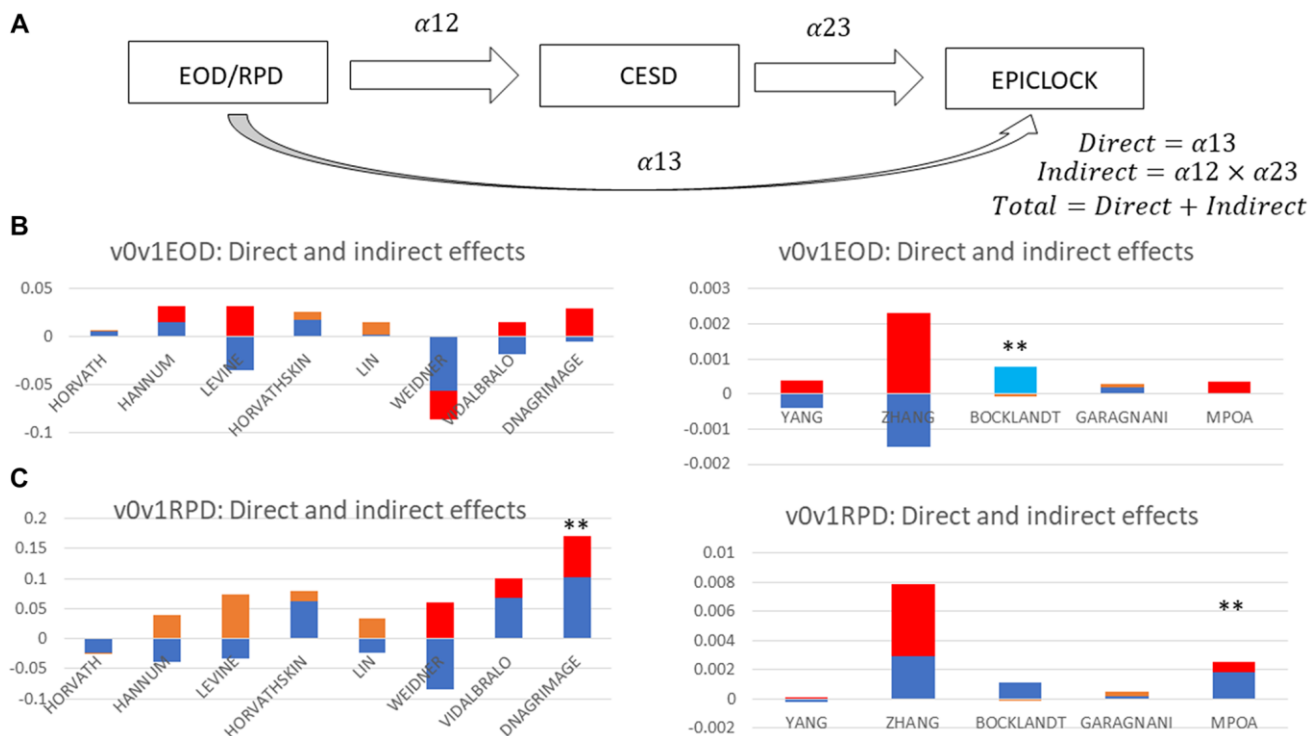 A
α12
α23
EOD/RPD
CESD
EPICLOCK
α13
Direct = α13
Indirect = α12 × α23
Total = Direct + Indirect
B
v0v1EOD: Direct and indirect effects
0.05
0
-0.05
-0.1
HORVATH
HANNUM
LEVINE
HORVATHSKIN
LIN
WEIDNER
VIDALBRALO
DNAGRIMAGE
v0v1EOD: Direct and indirect effects
0.003
0.002
0.001
0
-0.001
-0.002
**
YANG
ZHANG
BOCKLANDT
GARAGNANI
MPOA
C
v0v1RPD: Direct and indirect effects
0.2
0.15
0.1
0.05
0
-0.05
-0.1
**
HORVATH
HANNUM
LEVINE
HORVATHSKIN
LIN
WEIDNER
VIDALBRALO
DNAGRIMAGE
v0v1RPD: Direct and indirect effects
0.01
0.008
0.006
0.004
0.002
0
-0.002
**
YANG
ZHANG
BOCKLANDT
GARAGNANI
MPOA